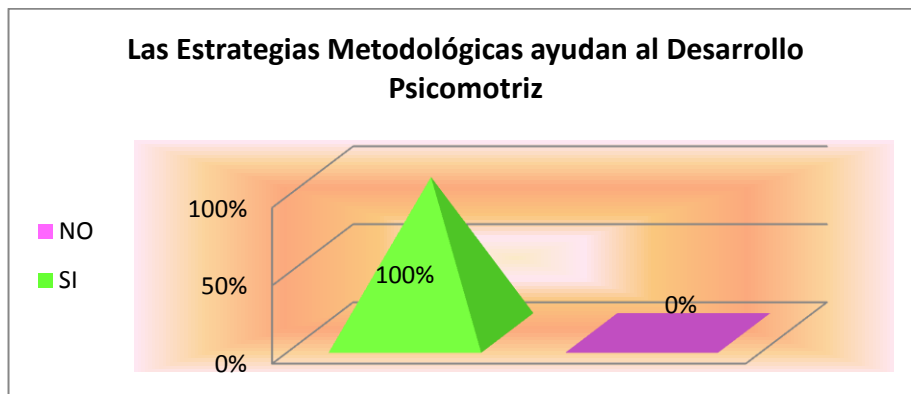 Las Estrategias Metodológicas ayudan al Desarrollo
Psicomotriz
NO
SI
100%
50%
0%
100%
0%